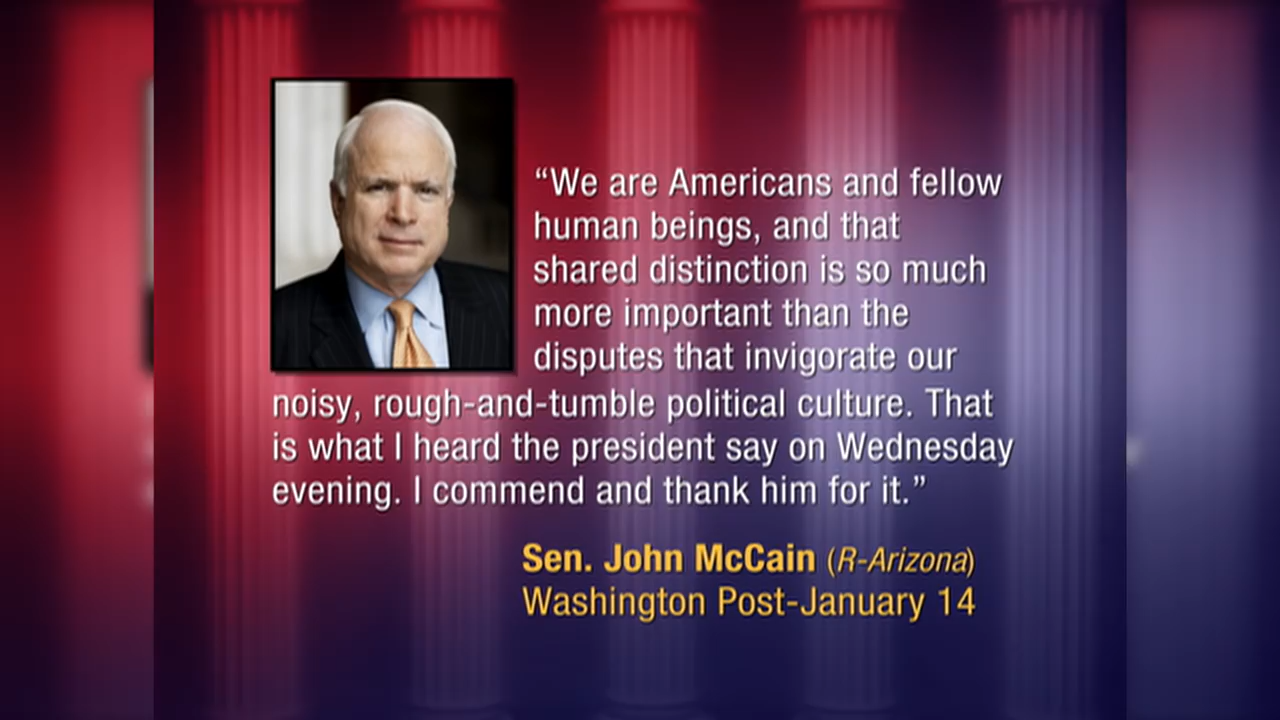 “We are Americans and fellow
human beings, and that
shared distinction is so much
more important than the
disputes that invigorate our
noisy, rough-and-tumble political culture. That
is what I heard the president say on Wednesday
evening. I commend and thank him for it.”
Sen. John McCain (R-Arizona)
Washington Post-January 14